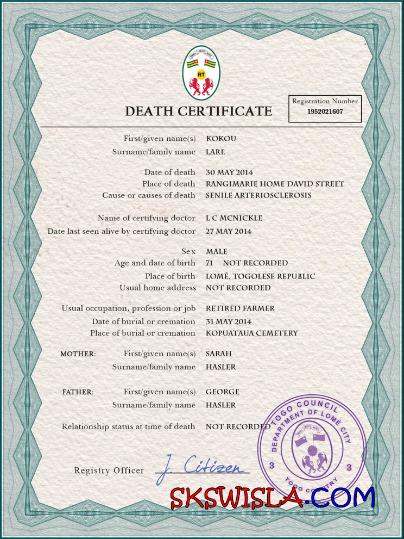 RT
DEATH CERTIFICATE
Registration Number
1952021607
First/given name(s) KOKOU
Surname/family name LARE
Date of death 30 MAY 2014
Place of death RANGIMARIE HOME DAVID STREET
Cause or causes of death SENILE ARTERIOSCLEROSIS
Name of certifying doctor L C MCNICKLE
Date last seen alive by certifying doctor 27 MAY 2014
Sex MALE
Age and date of birth 71 NOT RECORDED
Place of birth LOMÉ, TOGOLESE REPUBLIC
Usual home address NOT RECORDED
Usual occupation, profession or job RETIRED FARMER
Date of burial or cremation 31 MAY 2014
Place of burial or cremation KOPUATAUA CEMETERY
MOTHER: First/given name(s) SARAH
Surname/family name HASLER
FATHER: First/given name(s) GEORGE
Surname/family name HASLER
Relationship status at time of death NOT RECORDED
TOGO COUNCIL
DEPARTMENT OF LOMÉ CITY
3 3
TOGO COUNTRY
Registry Officer J. Citizen
SKSWISLA.COM